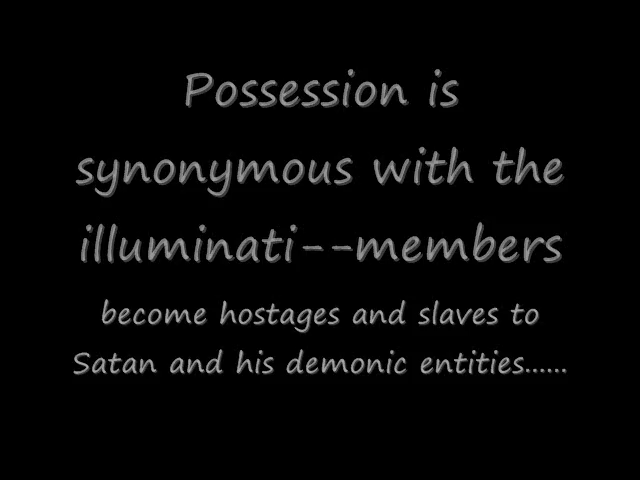 Possession is
synonymous with the
illuminati--members
become hostages and slaves to
Satan and his demonic entities......